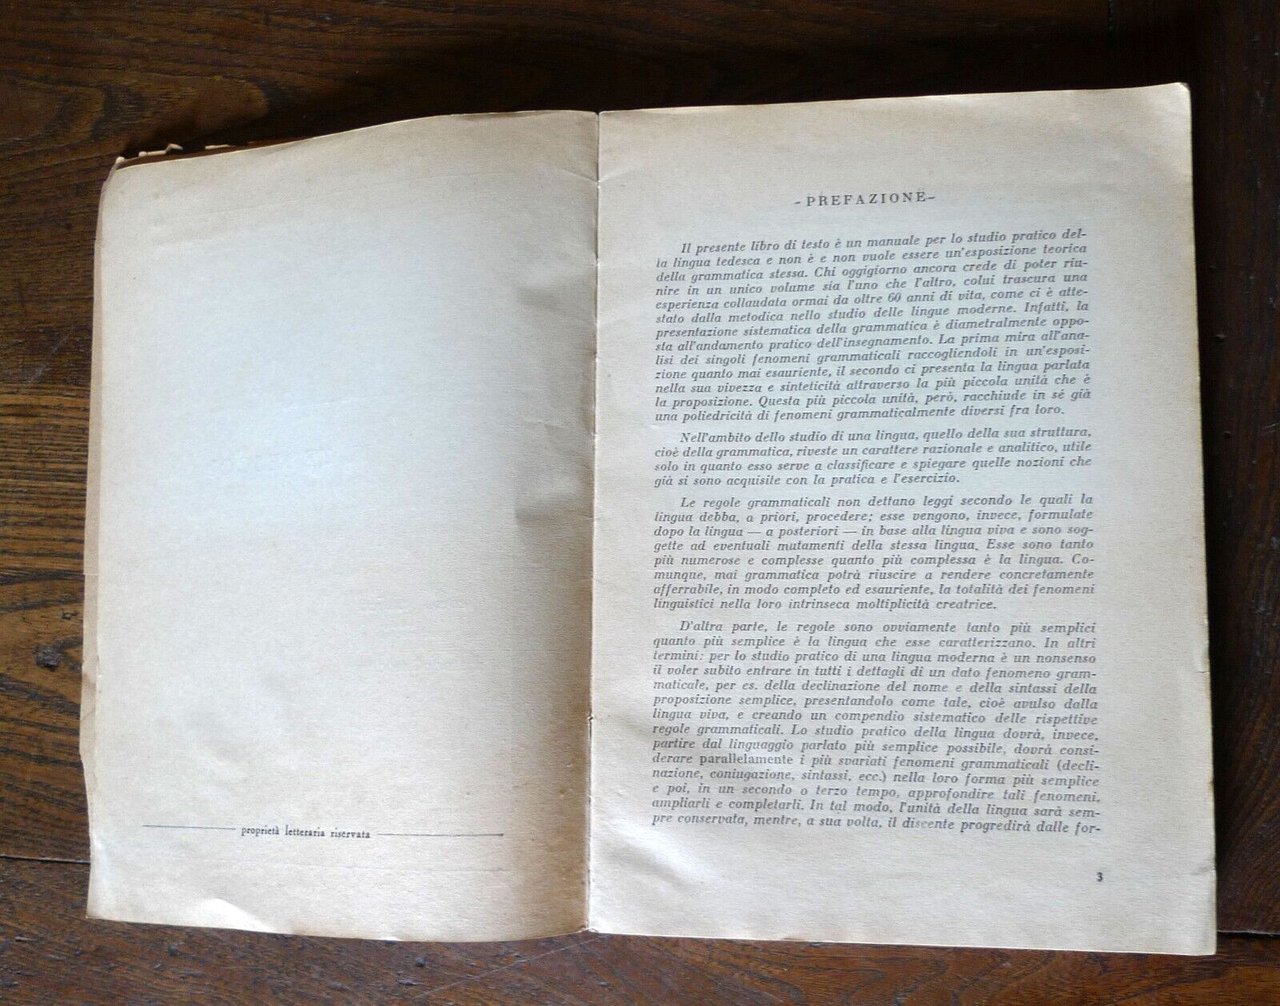 proprietà letteraria riservata
-PREFAZIONE-
Il presente libro di testo è un manuale per lo studio pratico del-
la lingua tedesca e non è e non vuole essere un'esposizione teorica
della grammatica stessa. Chi oggigiorno ancora crede di poter riu-
nire in un unico volume sia l'uno che l'altro, colui trascura una
esperienza collaudata ormai da oltre 60 anni di vita, come ci è atte-
stato dalla metodica nello studio delle lingue moderne. Infatti, la
presentazione sistematica della grammatica è diametralmente oppo-
sta all'andamento pratico dell'insegnamento. La prima mira all'ana-
lisi dei singoli fenomeni grammaticali raccogliendoli in un'esposi-
zione quanto mai esauriente, il secondo ci presenta la lingua parlata
nella sua vivezza e sinteticità attraverso la più piccola unità che è
la proposizione. Questa più piccola unità, però, racchiude in sé già
una poliedricità di fenomeni grammaticalmente diversi fra loro.
Nell'ambito dello studio di una lingua, quello della sua struttura,
cioè della grammatica, riveste un carattere razionale e analitico, utile
solo in quanto esso serve a classificare e spiegare quelle nozioni che
già si sono acquisite con la pratica e l'esercizio.
Le regole grammaticali non dettano leggi secondo le quali la
lingua debba, a priori, procedere; esse vengono, invece, formulate
dopo la lingua — a posteriori — in base alla lingua viva e sono sog-
gette ad eventuali mutamenti della stessa lingua. Esse sono tanto
più numerose e complesse quanto più complessa è la lingua. Co-
munque, mai grammatica potrà riuscire a rendere concretamente
afferrabile, in modo completo ed esauriente, la totalità dei fenomeni
linguistici nella loro intrinseca moltiplicità creatrice.
D'altra parte, le regole sono ovviamente tanto più semplici
quanto più semplice è la lingua che esse caratterizzano. In altri
termini: per lo studio pratico di una lingua moderna è un nonsenso
il voler subito entrare in tutti i dettagli di un dato fenomeno gram-
maticale, per es. della declinazione del nome e della sintassi della
proposizione semplice, presentandolo come tale, cioè avulso dalla
lingua viva, e creando un compendio sistematico delle rispettive
regole grammaticali. Lo studio pratico della lingua dovrà, invece,
partire dal linguaggio parlato più semplice possibile, dovrà consi-
derare parallelamente i più svariati fenomeni grammaticali (decli-
nazione, coniugazione, sintassi, ecc.) nella loro forma più semplice
e poi, in un secondo o terzo tempo, approfondire tali fenomeni,
ampliarli e completarli. In tal modo, l'unità della lingua sarà sem-
pre conservata, mentre, a sua volta, il discente progredirà dalle for-
3